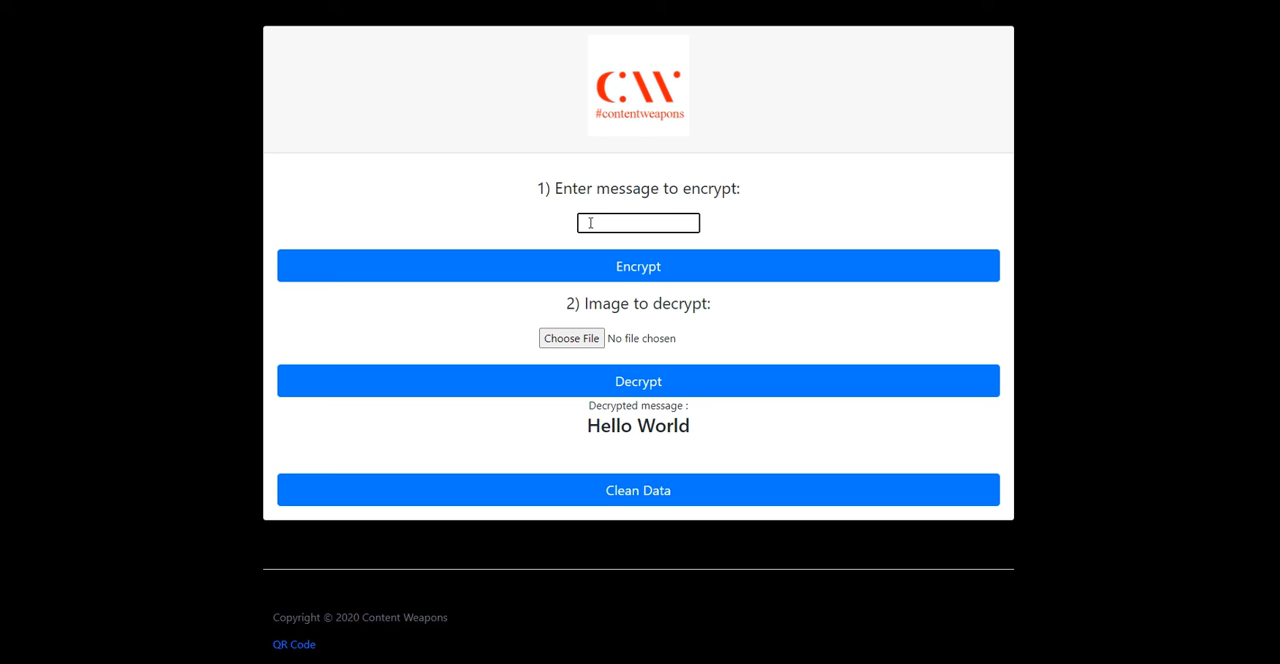 CW
#contentweapons
1) Enter message to encrypt:
Encrypt
2) Image to decrypt:
Choose File No file chosen
Decrypt
Decrypted message :
Hello World
Clean Data
Copyright © 2020 Content Weapons
QR Code